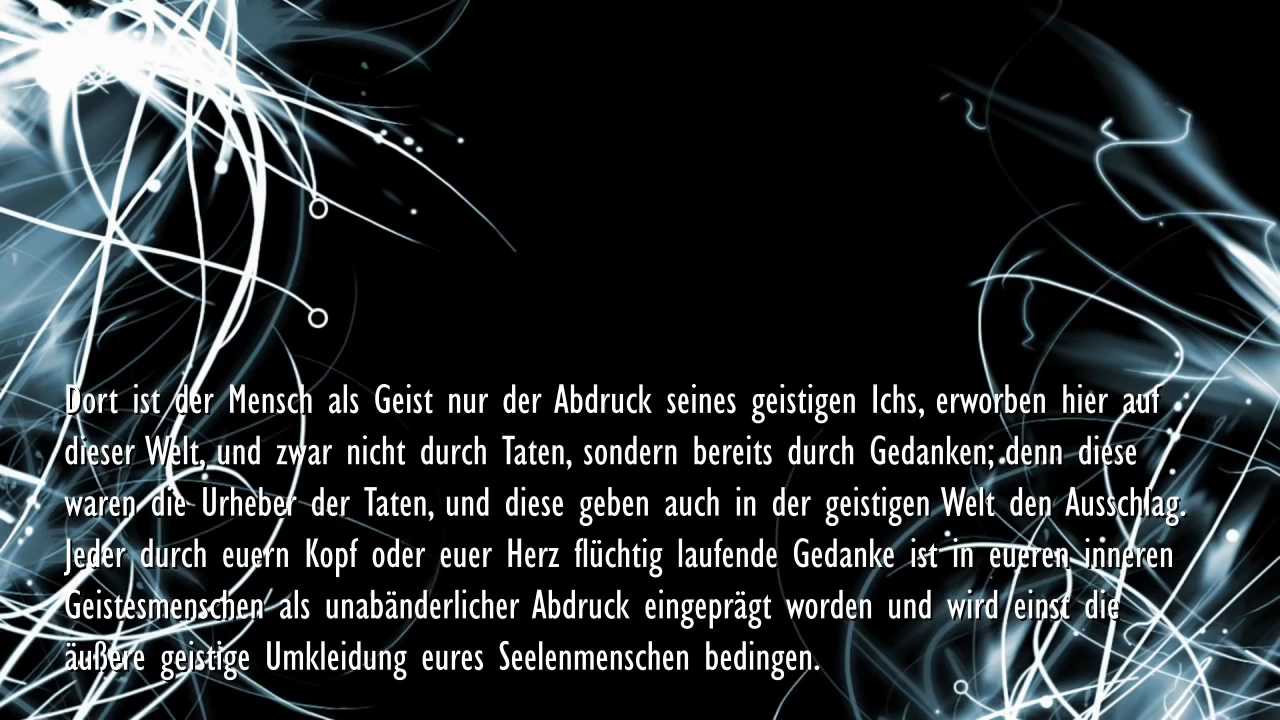 Dort ist der Mensch als Geist nur der Abdruck seines geistigen Ichs, erworben hier auf
dieser Welt, und zwar nicht durch Taten, sondern bereits durch Gedanken; denn diese
waren die Urheber der Taten, und diese geben auch in der geistigen Welt den Ausschlag.
Jeder durch euern Kopf oder euer Herz flüchtig laufende Gedanke ist in eueren inneren
Geistesmenschen als unabänderlicher Abdruck eingeprägt worden und wird einst die
äußere geistige Umkleidung eures Seelenmenschen bedingen.